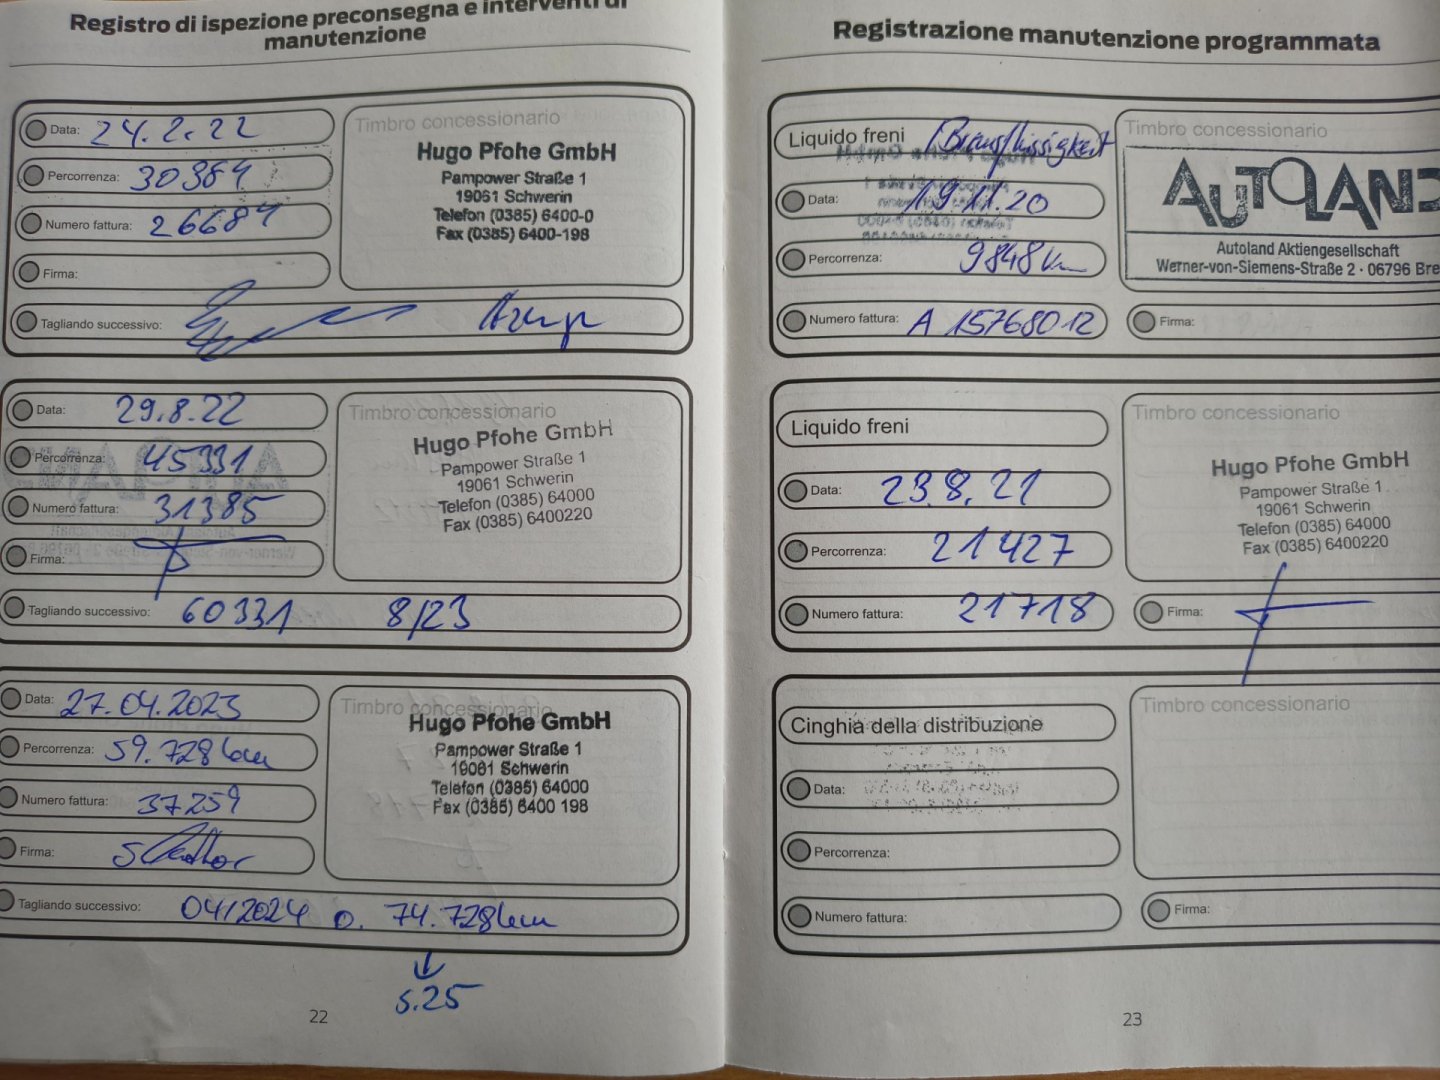 Registro di ispezione preconsegna e interventi di
manutenzione
Data: 24.2.22
Percorrenza: 30384
Numero fattura: 26684
Firma:
Tagliando successivo:
Timbro concessionario
Hugo Pfohe GmbH
Pampower Straße 1
19061 Schwerin
Telefon (0385) 6400-0
Fax (0385) 6400-198
Data: 29.8.22
Percorrenza: 45331
Numero fattura: 31385
Firma:
Tagliando successivo: 60331 8/23
Timbro concessionario
Hugo Pfohe GmbH
Pampower Straße 1
19061 Schwerin
Telefon (0385) 64000
Fax (0385) 6400220
Data: 27.04.2023
Percorrenza: 59.728 km
Numero fattura: 37259
Firma:
Tagliando successivo: 04/2024 o. 74.728km
Timbro concessionario
Hugo Pfohe GmbH
Pampower Straße 1
19061 Schwerin
Telefon (0385) 64000
Fax (0385) 6400 198
↓
S.25
22
Registrazione manutenzione programmata
Liquido freni
Data: 19.11.20
Percorrenza: 9848 km
Numero fattura: A 15768012
Timbro concessionario
AUTOLAND
Autoland Aktiengesellschaft
Werner-von-Siemens-Straße 2 · 06796 Bre
Firma:
Liquido freni
Data: 23.8.21
Percorrenza: 21427
Numero fattura: 21718
Timbro concessionario
Hugo Pfohe GmbH
Pampower Straße 1
19061 Schwerin
Telefon (0385) 64000
Fax (0385) 6400220
Firma:
Cinghia della distribuzione
Data:
Percorrenza:
Numero fattura:
Timbro concessionario
Firma:
23